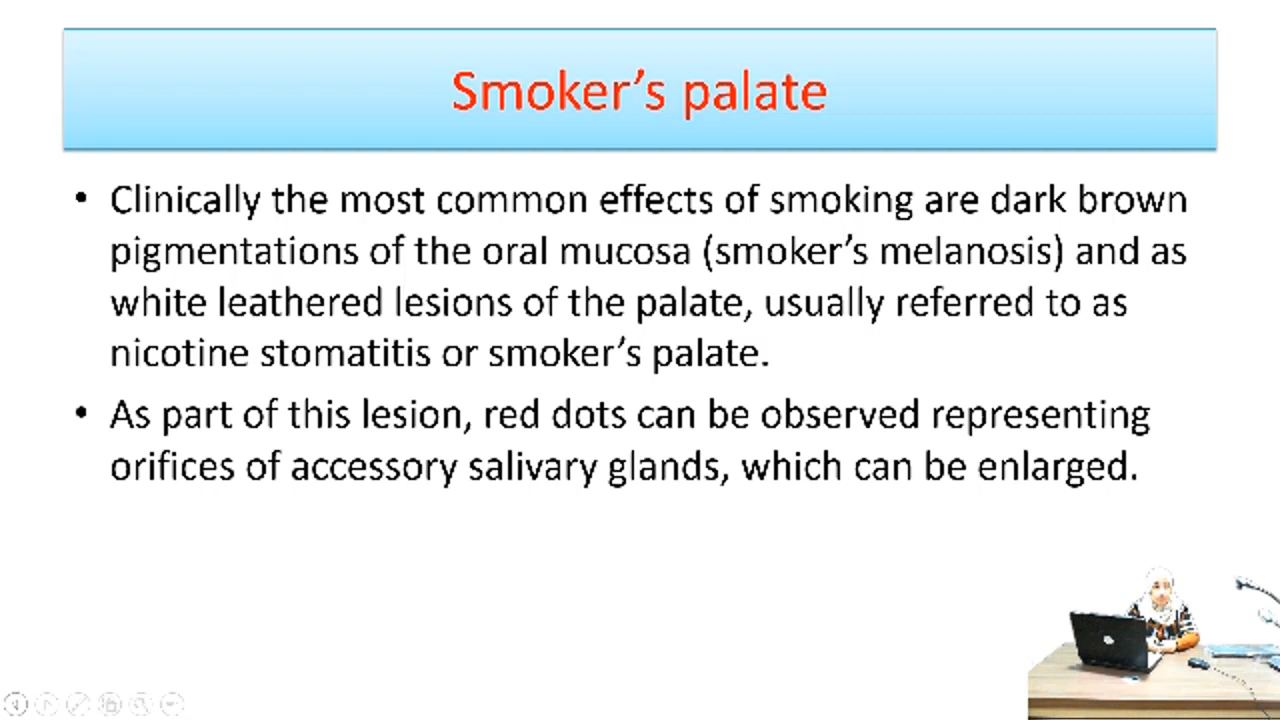 Smoker's palate
• Clinically the most common effects of smoking are dark brown
pigmentations of the oral mucosa (smoker's melanosis) and as
white leathered lesions of the palate, usually referred to as
nicotine stomatitis or smoker's palate.
• As part of this lesion, red dots can be observed representing
orifices of accessory salivary glands, which can be enlarged.